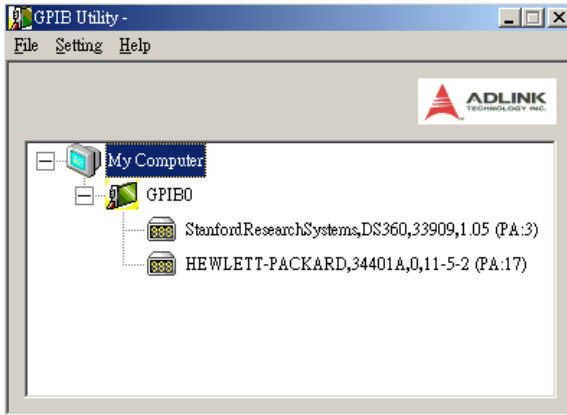 GPIB Utility -
File Setting Help
ADLINK
TECHNOLOGY INC.
My Computer
GPIB0
StanfordResearchSystems,DS360,33909,1.05 (PA:3)
HEWLETT-PACKARD,34401A,0,11-5-2 (PA:17)